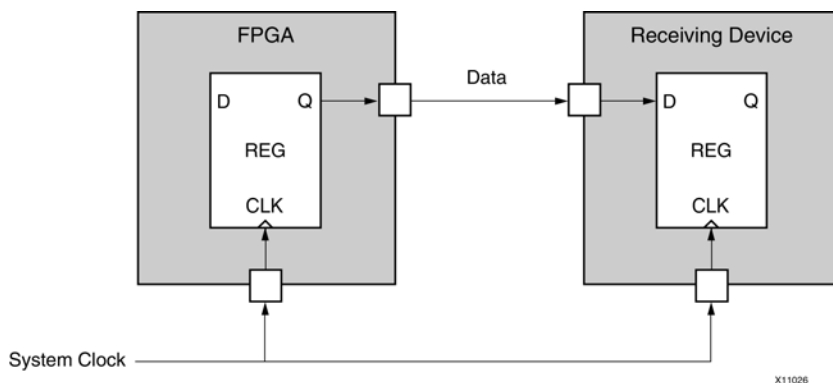 FPGA
Receiving Device
Data
D Q
D Q
REG
REG
CLK
CLK
System Clock
X11026